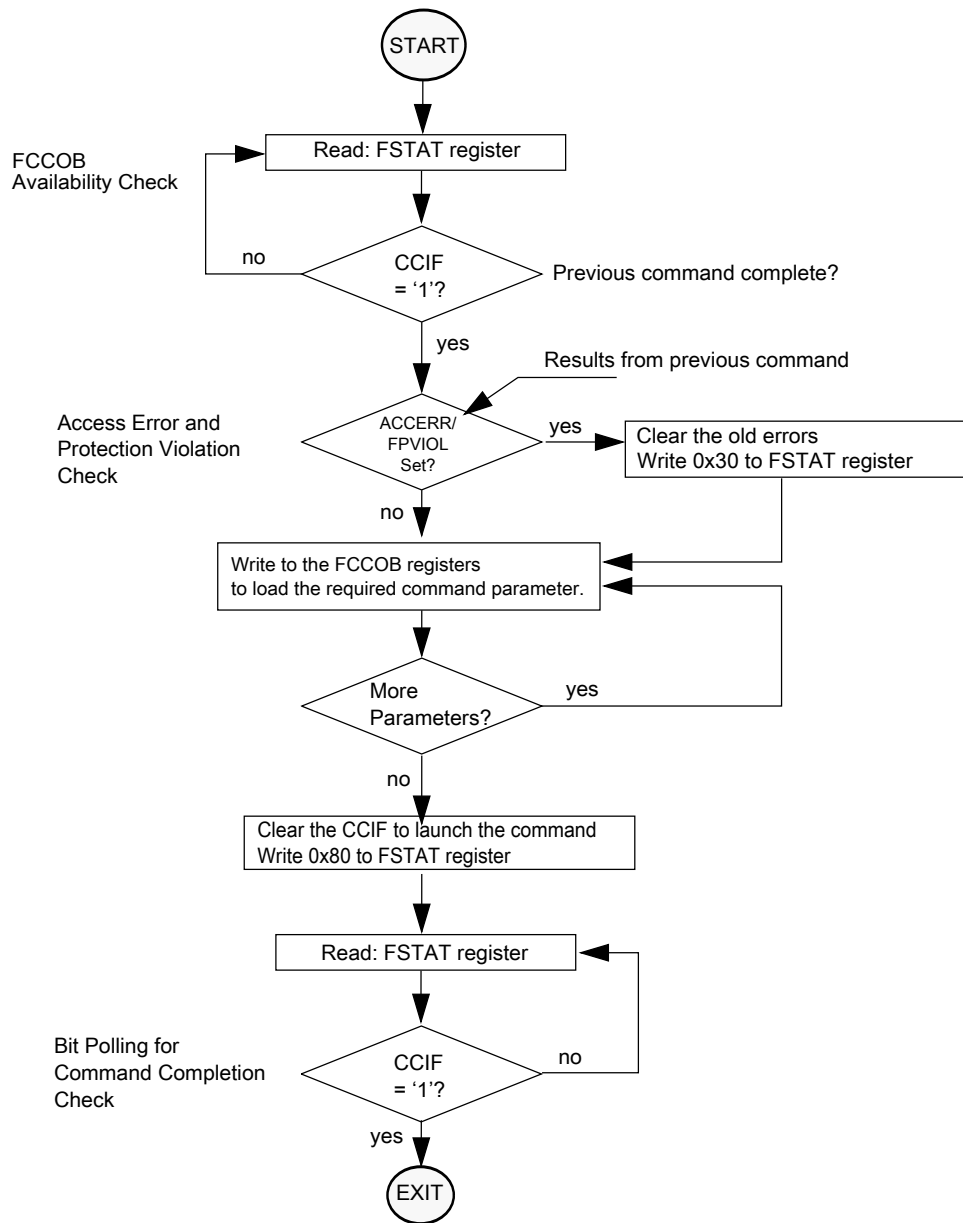 START
Read: FSTAT register
FCCOB
Availability Check
no
CCIF
= ‘1’?
Previous command complete?
yes
Results from previous command
Access Error and
Protection Violation
Check
ACCERR/
FPVIOL
Set?
yes
Clear the old errors
Write 0x30 to FSTAT register
no
Write to the FCCOB registers
to load the required command parameter.
More
Parameters?
yes
no
Clear the CCIF to launch the command
Write 0x80 to FSTAT register
Read: FSTAT register
Bit Polling for
Command Completion
Check
CCIF
= ‘1’?
no
yes
EXIT